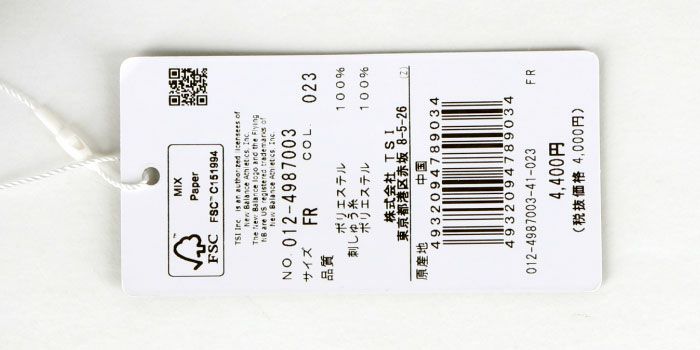 MIX
Paper
FSC™ C151994
FSC
TSI Inc. is an authorized licensees of
New Balance Athletics, Inc.
The New Balance logo and the Flying
NB are US registered trademarks of
New Balance Athletics, Inc.
NO. 012-4987003
サイズ FR COL. 023
品質
ポリエステル 100%
刺しゅう糸
ポリエステル 100%
株式会社 TSI
東京都港区赤坂 8-5-26 (Z)
原産地 中国
4932094789034
4932094789034
FR
012-4987003-41-023
4,400円
(税抜価格 4,000円)